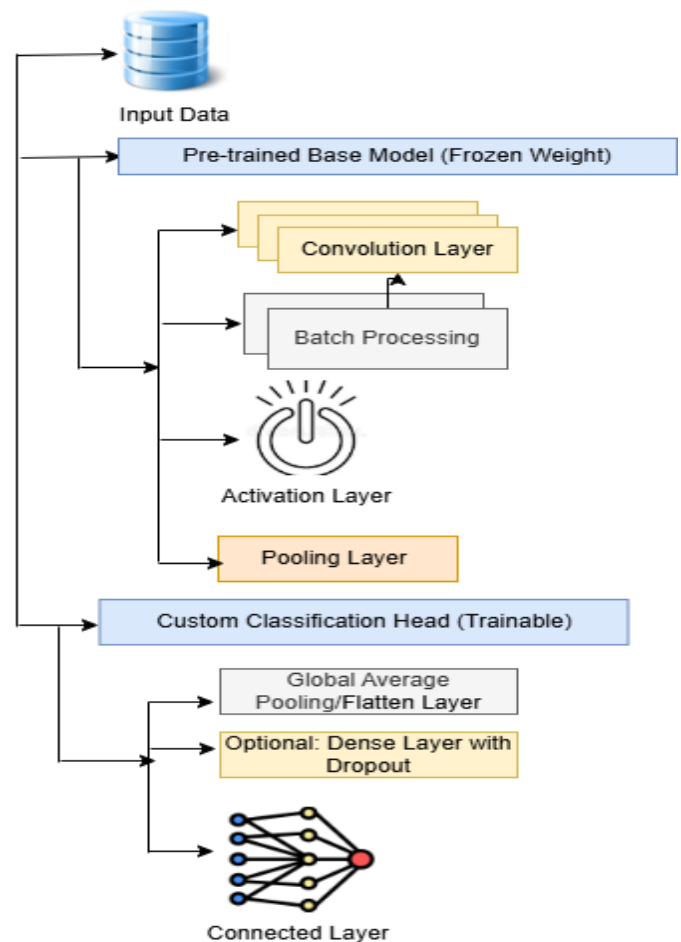 Input Data
Pre-trained Base Model (Frozen Weight)
Convolution Layer
Batch Processing
Activation Layer
Pooling Layer
Custom Classification Head (Trainable)
Global Average
Pooling/Flatten Layer
Optional: Dense Layer with
Dropout
Connected Layer